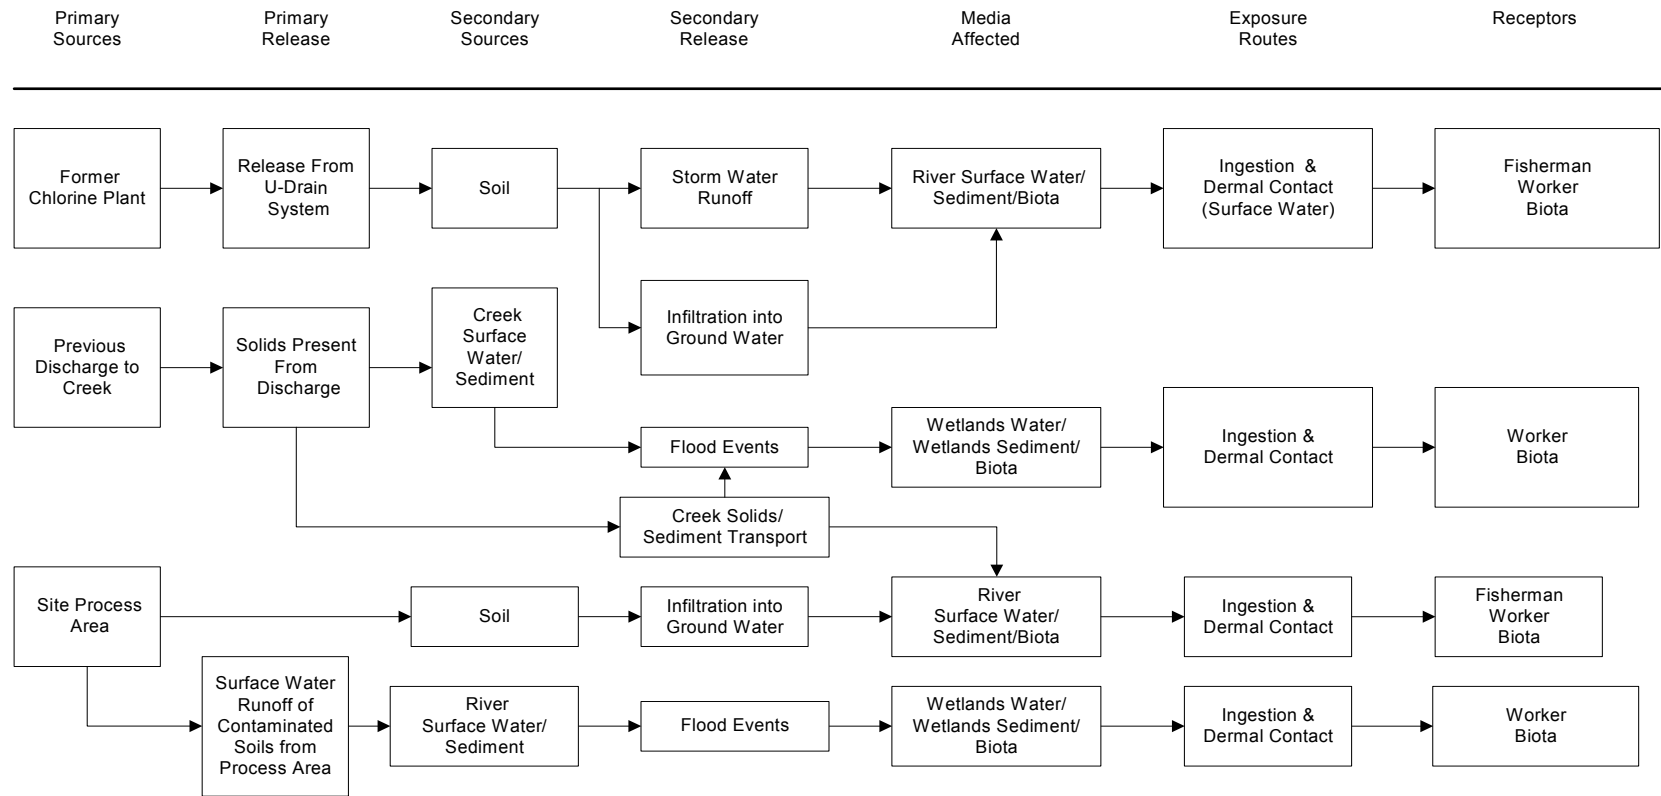 Primary
Sources
Primary
Release
Secondary
Sources
Secondary
Release
Media
Affected
Exposure
Routes
Receptors
Former
Chlorine Plant
Release From
U-Drain
System
Soil
Storm Water
Runoff
River Surface Water/
Sediment/Biota
Ingestion &
Dermal Contact
(Surface Water)
Fisherman
Worker
Biota
Infiltration into
Ground Water
Previous
Discharge to
Creek
Solids Present
From
Discharge
Creek
Surface
Water/
Sediment
Flood Events
Wetlands Water/
Wetlands Sediment/
Biota
Ingestion &
Dermal Contact
Worker
Biota
Creek Solids/
Sediment Transport
Site Process
Area
Soil
Infiltration into
Ground Water
River
Surface Water/
Sediment/Biota
Ingestion &
Dermal Contact
Fisherman
Worker
Biota
Surface Water
Runoff of
Contaminated
Soils from
Process Area
River
Surface Water/
Sediment
Flood Events
Wetlands Water/
Wetlands Sediment/
Biota
Ingestion &
Dermal Contact
Worker
Biota